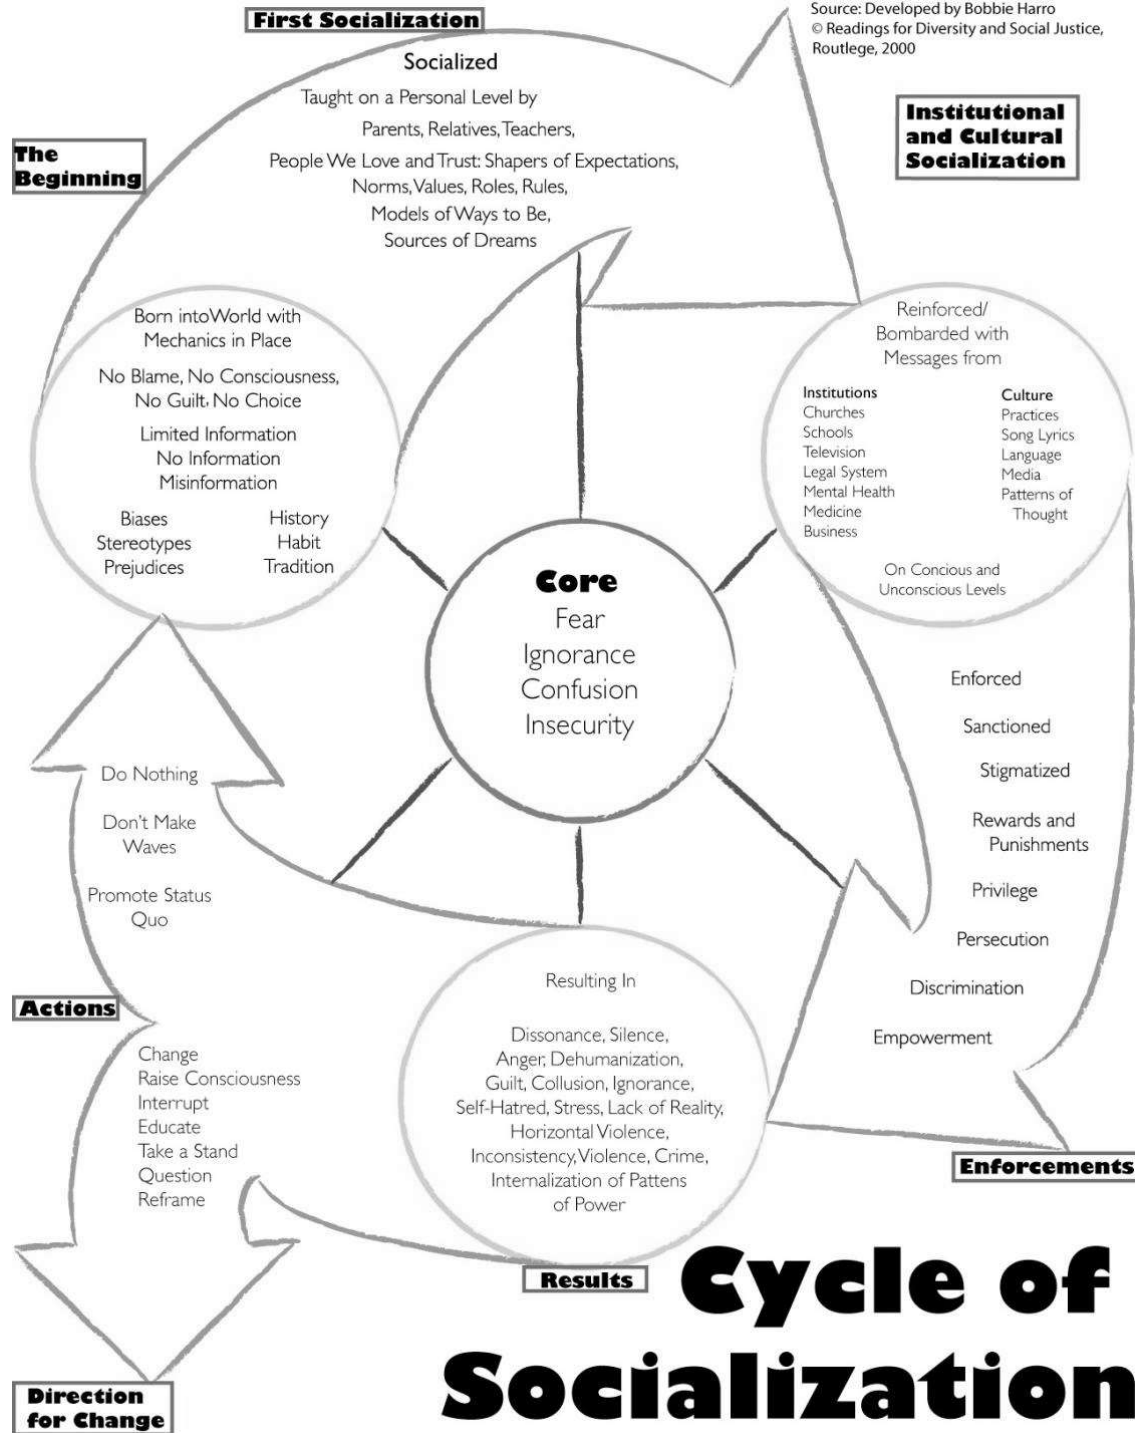 First Socialization
Source: Developed by Bobbie Harro
© Readings for Diversity and Social Justice,
Routlege, 2000
Socialized
Taught on a Personal Level by
Parents, Relatives, Teachers,
People We Love and Trust: Shapers of Expectations,
Norms, Values, Roles, Rules,
Models of Ways to Be,
Sources of Dreams
Institutional
and Cultural
Socialization
The
Beginning
Born intoWorld with
Mechanics in Place
No Blame, No Consciousness,
No Guilt, No Choice
Limited Information
No Information
Misinformation
Biases
Stereotypes
Prejudices
History
Habit
Tradition
Reinforced/
Bombarded with
Messages from
Institutions
Churches
Schools
Television
Legal System
Mental Health
Medicine
Business
Culture
Practices
Song Lyrics
Language
Media
Patterns of
Thought
On Concious and
Unconscious Levels
Core
Fear
Ignorance
Confusion
Insecurity
Enforced
Sanctioned
Stigmatized
Rewards and
Punishments
Privilege
Persecution
Discrimination
Empowerment
Enforcements
Resulting In
Dissonance, Silence,
Anger, Dehumanization,
Guilt, Collusion, Ignorance,
Self-Hatred, Stress, Lack of Reality,
Horizontal Violence,
Inconsistency, Violence, Crime,
Internalization of Pattens
of Power
Results
Do Nothing
Don't Make
Waves
Promote Status
Quo
Actions
Change
Raise Consciousness
Interrupt
Educate
Take a Stand
Question
Reframe
Direction
for Change
Cycle of
Socialization